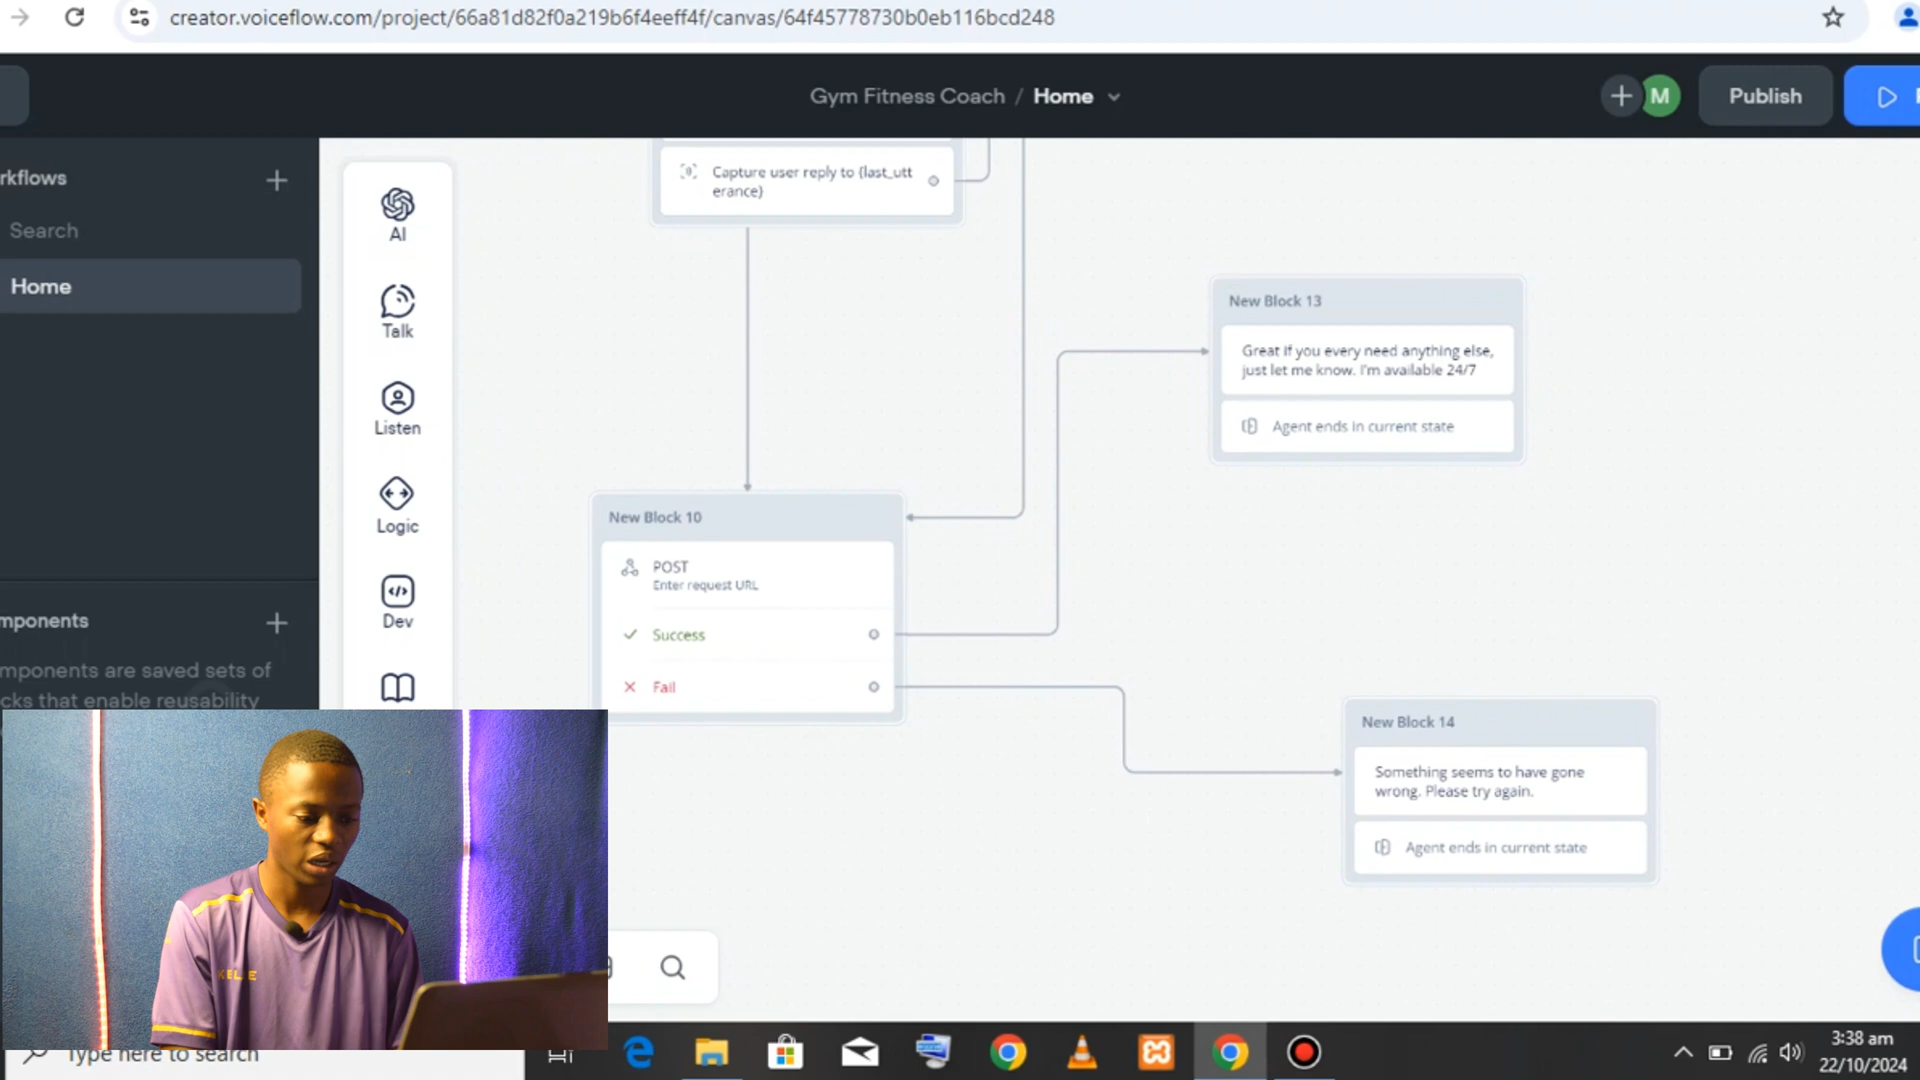 creator.voiceflow.com/project/66a81d82f0a219b6f4eeff4f/canvas/64f45778730b0eb116bcd248
Gym Fitness Coach / Home
M
Publish
rkflows
Search
Home
mponents
mponents are saved sets of
cks that enable reusability
AI
Talk
Listen
Logic
Dev
Capture user reply to {last_utt
erance}
New Block 13
Great if you every need anything else,
just let me know. I'm available 24/7
Agent ends in current state
New Block 10
POST
Enter request URL
Success
Fail
New Block 14
Something seems to have gone
wrong. Please try again.
Agent ends in current state
Type here to search
3:38 am
22/10/2024